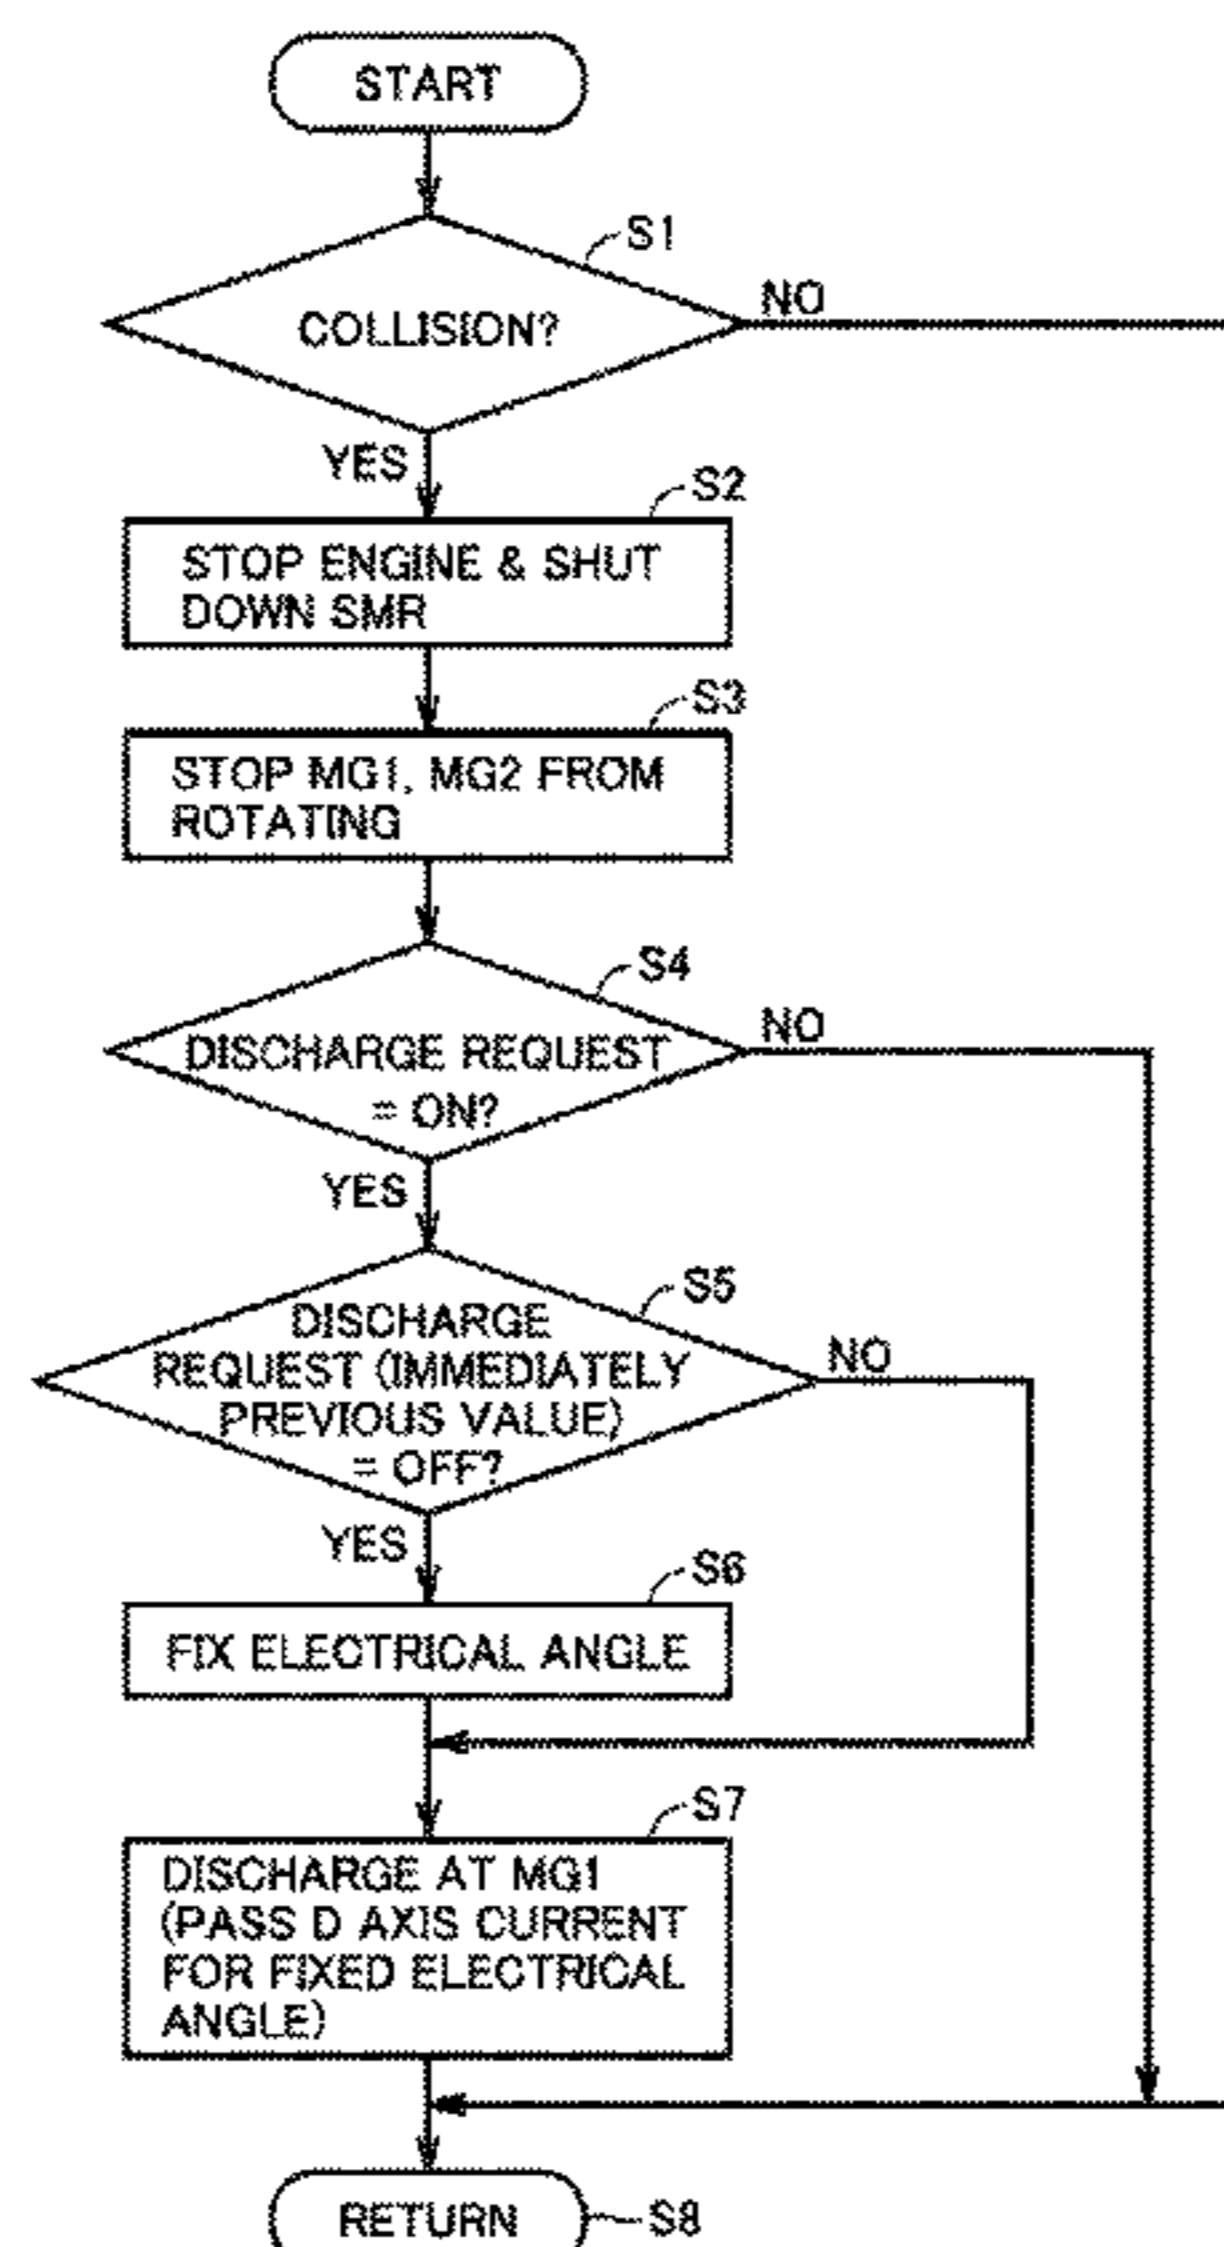 START
S1
COLLISION?
NO
YES
S2
STOP ENGINE & SHUT
DOWN SMR
S3
STOP MG1, MG2 FROM
ROTATING
S4
DISCHARGE REQUEST
= ON?
NO
YES
S5
DISCHARGE
REQUEST (IMMEDIATELY
PREVIOUS VALUE)
= OFF?
NO
YES
S6
FIX ELECTRICAL ANGLE
S7
DISCHARGE AT MG1
(PASS D AXIS CURRENT
FOR FIXED ELECTRICAL
ANGLE)
RETURN
S8